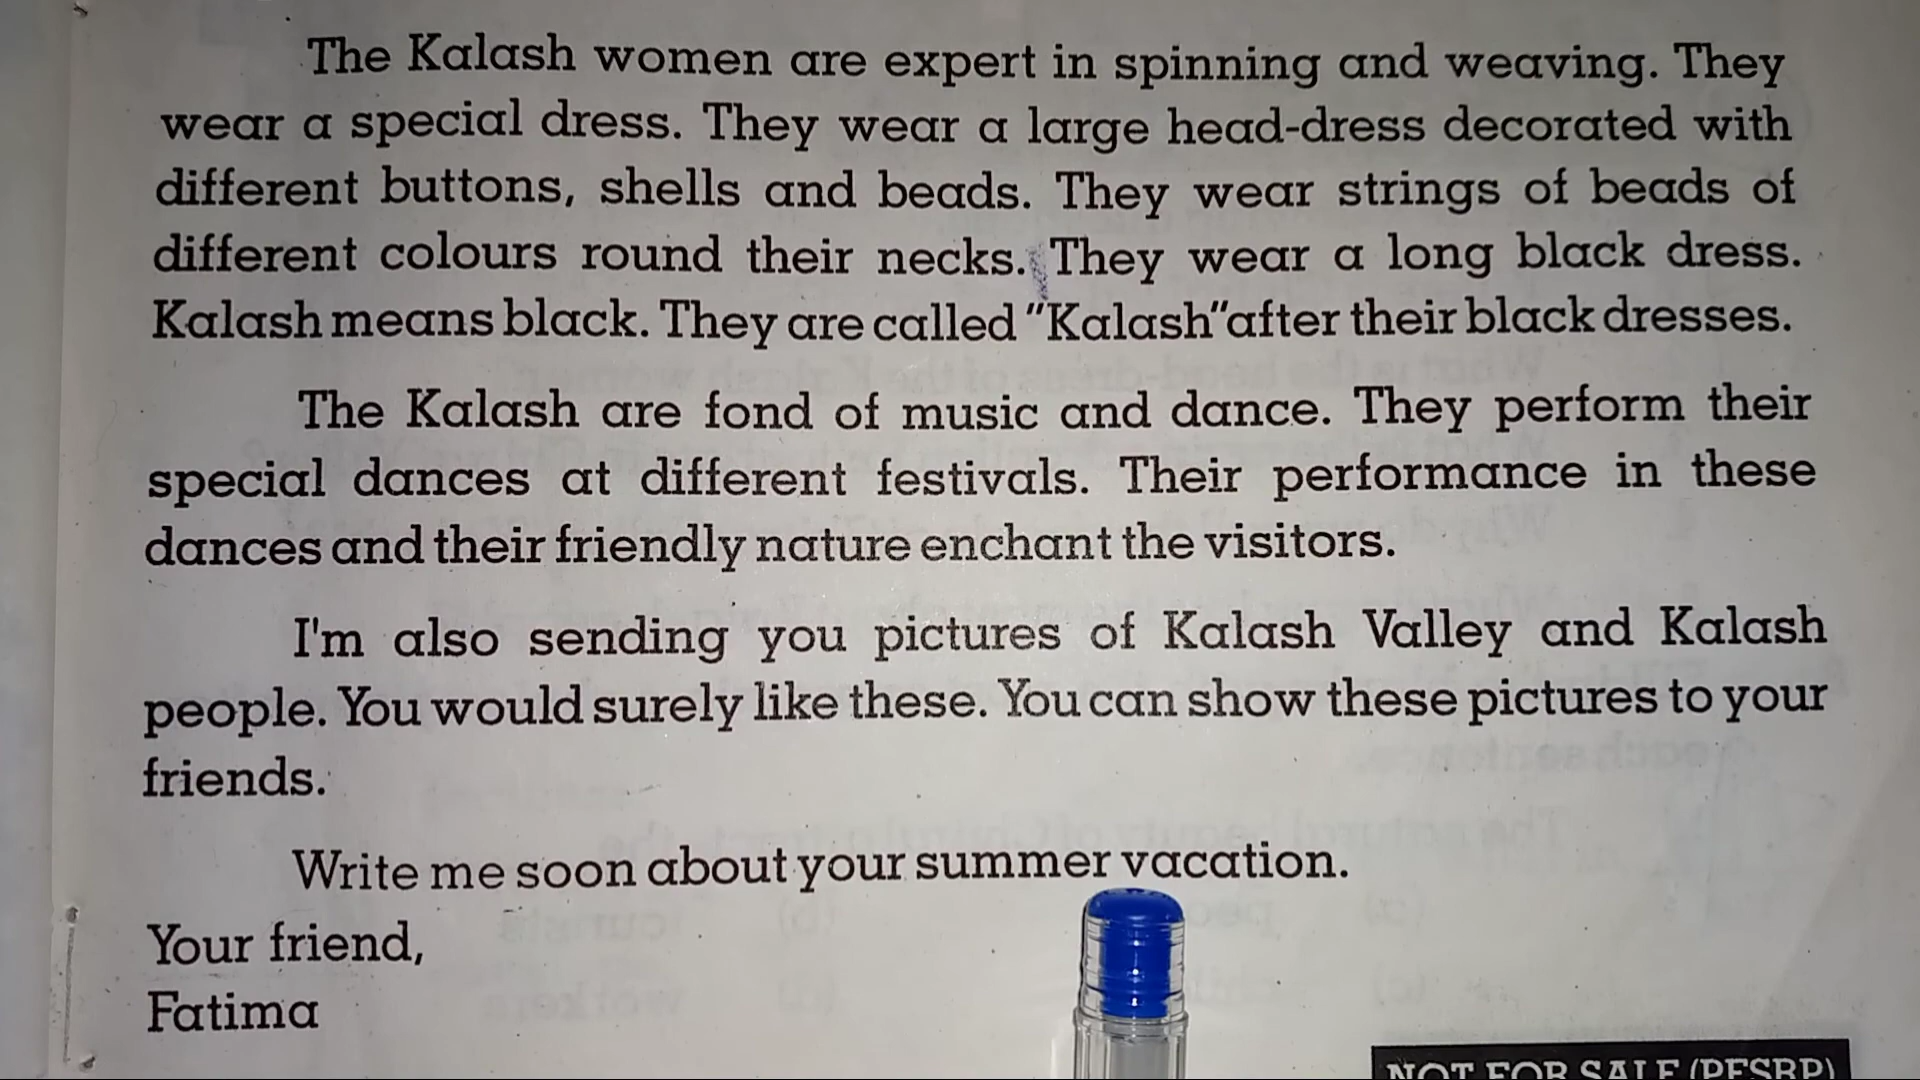 The Kalash women are expert in spinning and weaving. They
wear a special dress. They wear a large head-dress decorated with
different buttons, shells and beads. They wear strings of beads of
different colours round their necks. They wear a long black dress.
Kalash means black. They are called "Kalash"after their black dresses.
The Kalash are fond of music and dance. They perform their
special dances at different festivals. Their performance in these
dances and their friendly nature enchant the visitors.
I'm also sending you pictures of Kalash Valley and Kalash
people. You would surely like these. You can show these pictures to your
friends.
Write me soon about your summer vacation.
Your friend,
Fatima
NOT FOR SALE (PESRP)